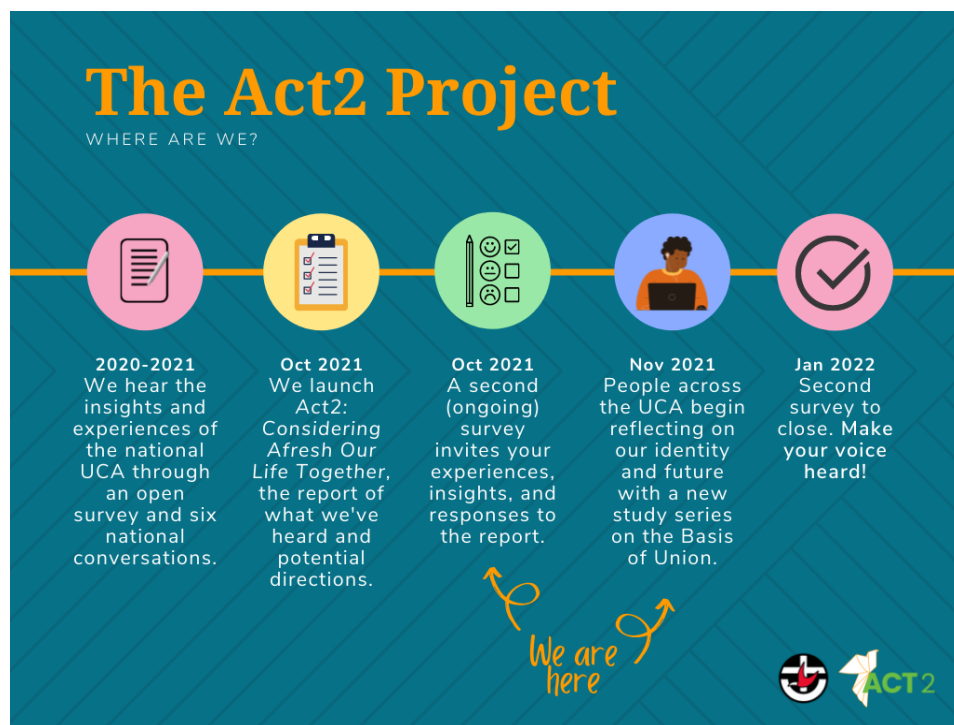 The Act2 Project
WHERE ARE WE?
2020-2021
We hear the
insights and
experiences of
the national
UCA through
an open
survey and six
national
conversations.
Oct 2021
We launch
Act2:
Considering
Afresh Our
Life Together,
the report of
what we've
heard and
potential
directions.
Oct 2021
A second
(ongoing)
survey
invites your
experiences,
insights, and
responses to
the report.
Nov 2021
People across
the UCA begin
reflecting on
our identity
and future
with a new
study series
on the Basis
of Union.
Jan 2022
Second
survey to
close. Make
your voice
heard!
We are
here
ACT2